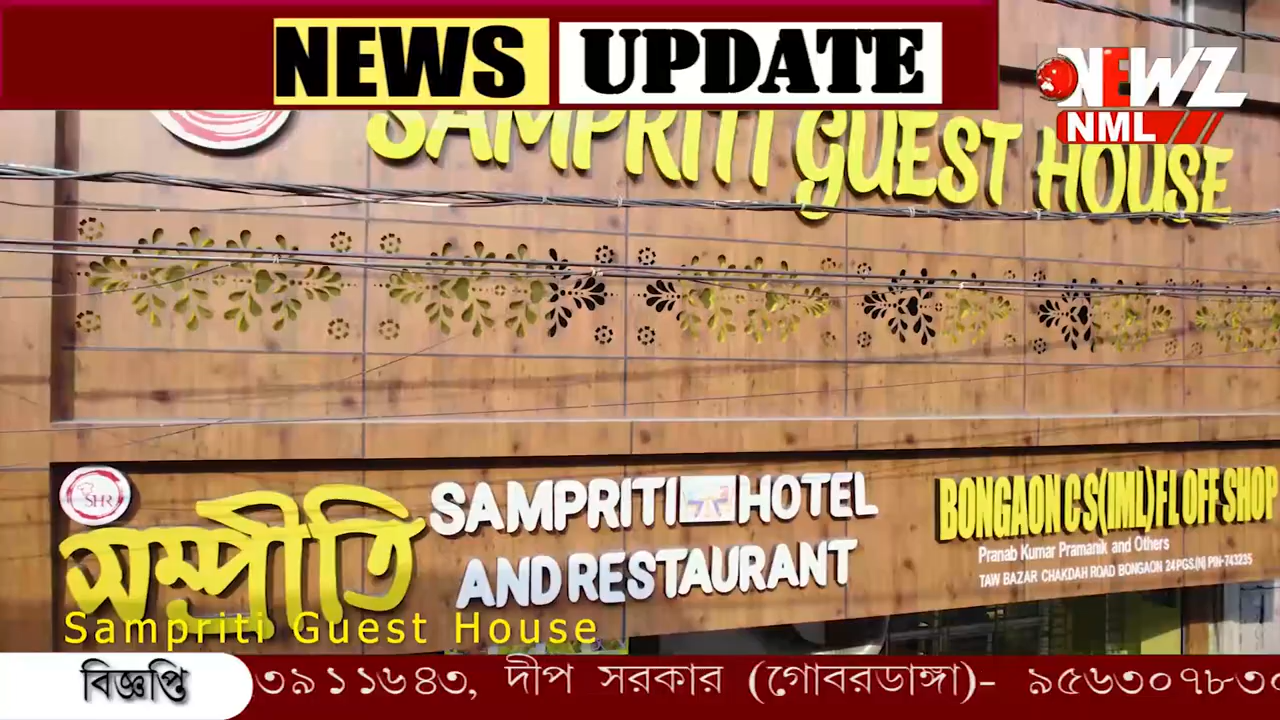 NEWS UPDATE
NEWZ
NML
SAMPRITI GUEST HOUSE
SHR
সম্প্রীতি
SAMPRITI HOTEL
AND RESTAURANT
BONGAON C S(IML)FL OFF SHOP
Pranab Kumar Pramanik and Others
TAW BAZAR CHAKDAH ROAD BONGAON 24PGS.(N) PIN-743235
Sampriti Guest House
বিজ্ঞপ্তি
৩৯১১৬৪৩, দীপ সরকার (গোবরডাঙ্গা)- ৯৫৬৩০৭৮৩০